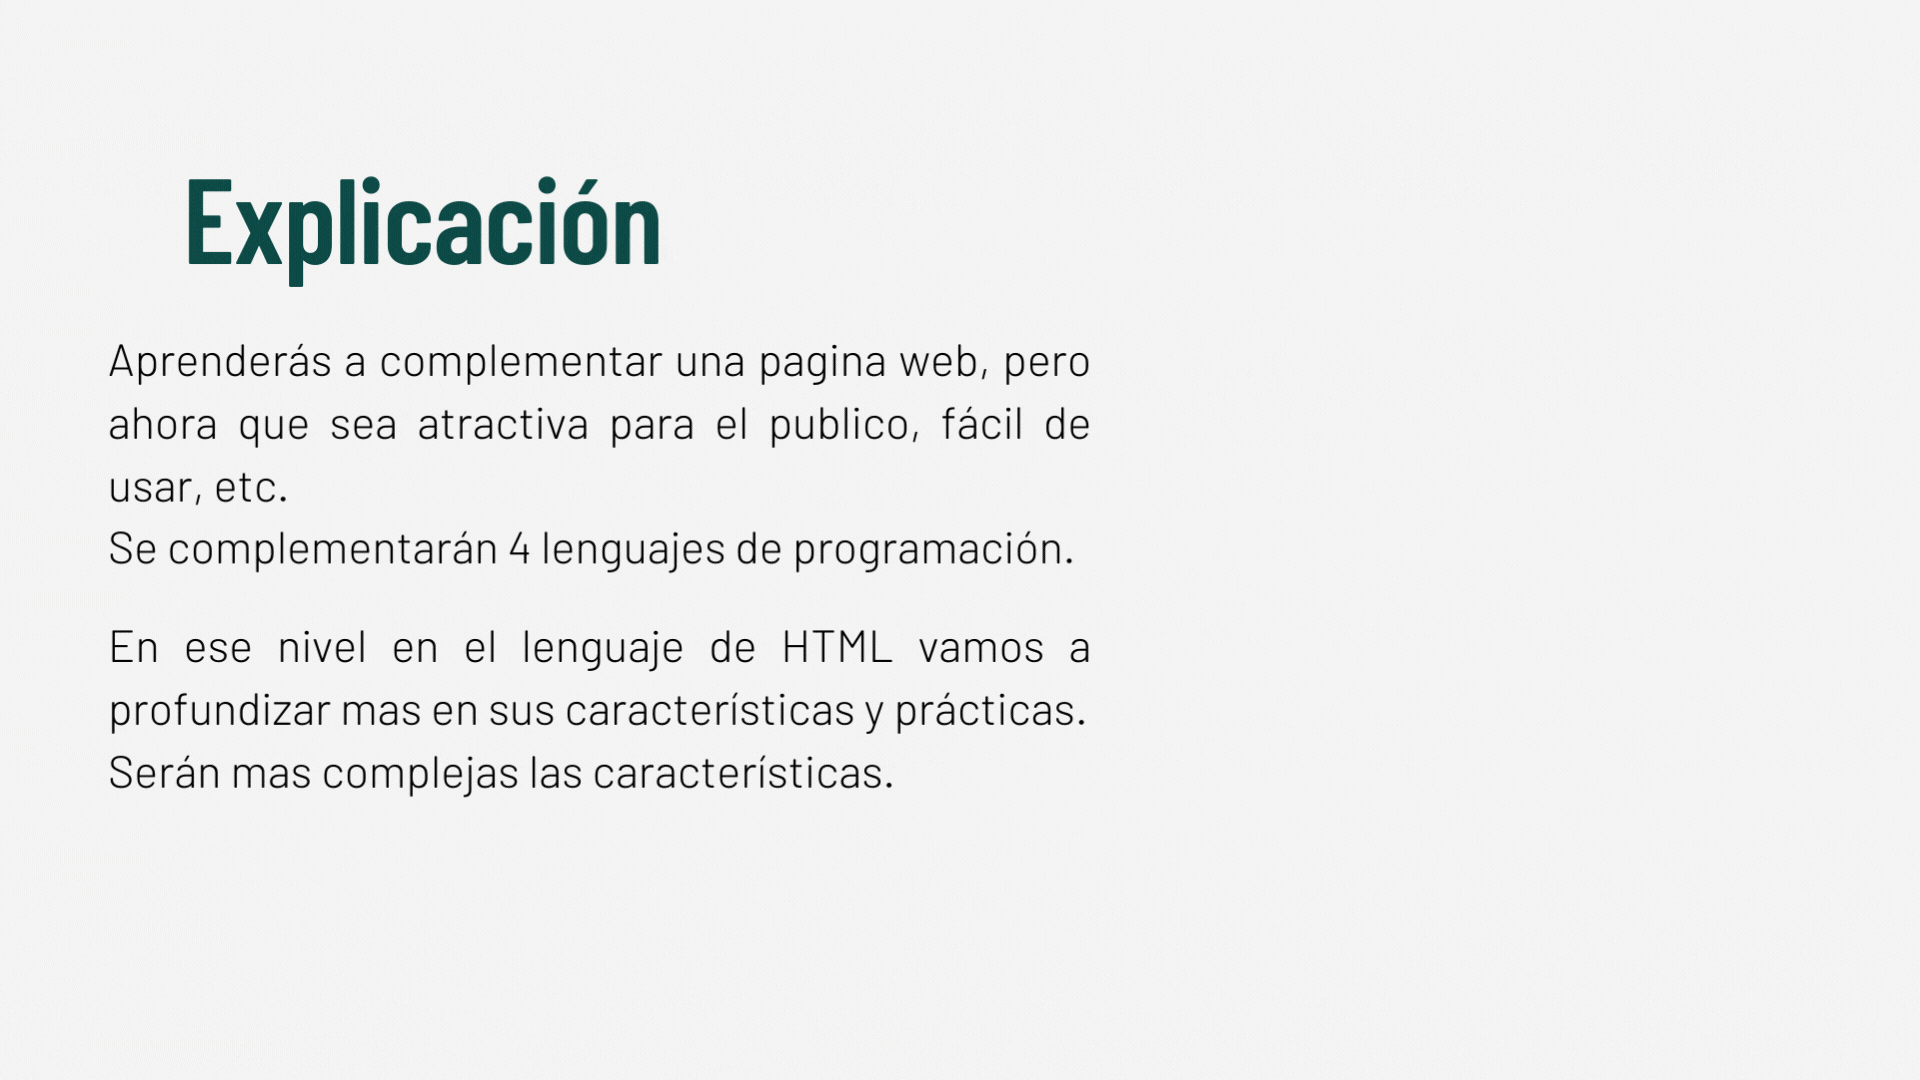 Explicación
Aprenderás a complementar una pagina web, pero
ahora que sea atractiva para el publico, fácil de
usar, etc.
Se complementarán 4 lenguajes de programación.
En ese nivel en el lenguaje de HTML vamos a
profundizar mas en sus características y prácticas.
Serán mas complejas las características.